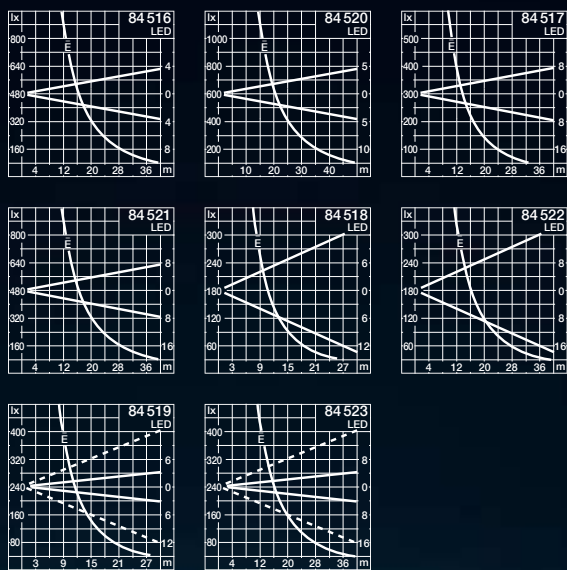 lx 84 516
LED
800 Ē
640 4
480 0
320 4
160 8
4 12 20 28 36 m
lx 84 520
LED
1000 Ē
800 5
600 0
400 5
200 10
10 20 30 40 m
lx 84 517
LED
500 Ē
400 8
300 0
200 8
100 16
4 12 20 28 36 m
lx 84 521
LED
800 Ē
640 8
480 0
320 8
160 16
4 12 20 28 36 m
lx 84 518
LED
300 Ē
240 6
180 0
120 6
60 12
3 9 15 21 27 m
lx 84 522
LED
300 Ē
240 8
180 0
120 8
60 16
4 12 20 28 36 m
lx 84 519
LED
400 Ē
320 6
240 0
160 6
80 12
3 9 15 21 27 m
lx 84 523
LED
400 Ē
320 8
240 0
160 8
80 16
4 12 20 28 36 m